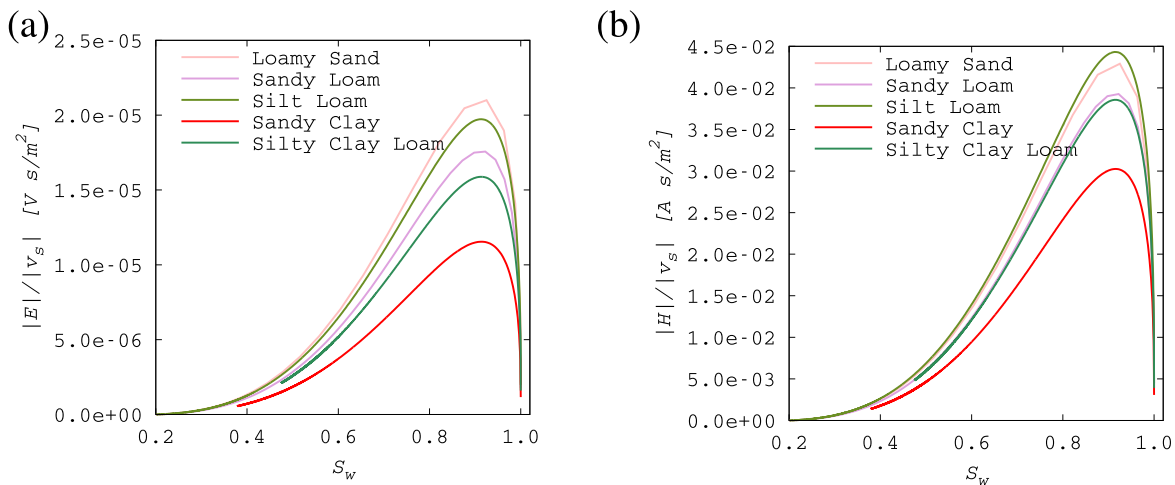 (a)
2.5e-05
2.0e-05
1.5e-05
1.0e-05
5.0e-06
0.0e+00
|E|/|v_s| [V s/m^2]
Loamy Sand
Sandy Loam
Silt Loam
Sandy Clay
Silty Clay Loam
0.2 0.4 0.6 0.8 1.0
S_w
(b)
4.5e-02
4.0e-02
3.5e-02
3.0e-02
2.5e-02
2.0e-02
1.5e-02
1.0e-02
5.0e-03
0.0e+00
|H|/|v_s| [A s/m^2]
Loamy Sand
Sandy Loam
Silt Loam
Sandy Clay
Silty Clay Loam
0.2 0.4 0.6 0.8 1.0
S_w